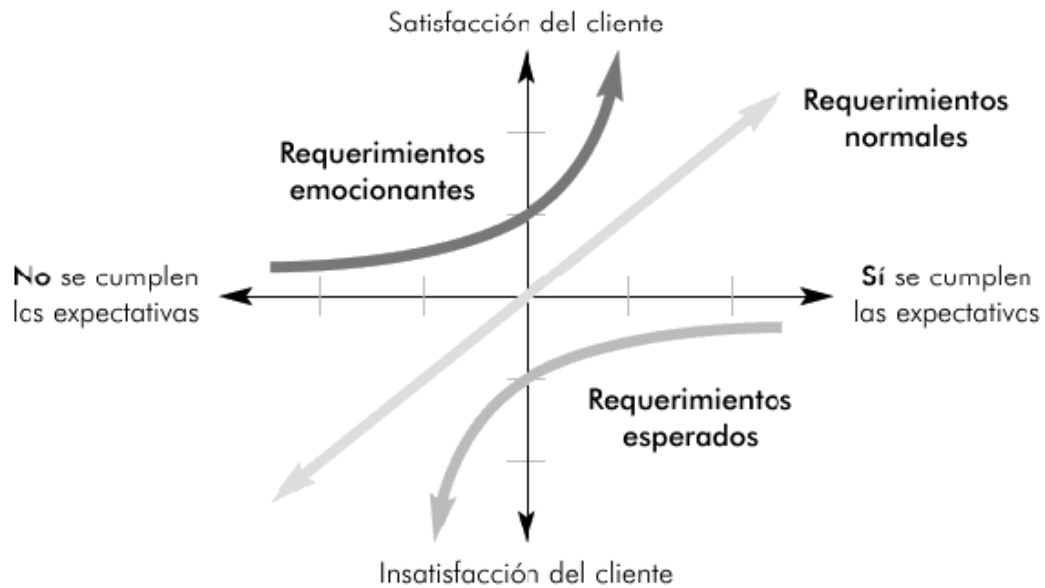 Satisfacción del cliente
Requerimientos
normales
Requerimientos
emocionantes
No se cumplen
las expectativas
Sí se cumplen
las expectativas
Requerimientos
esperados
Insatisfacción del cliente